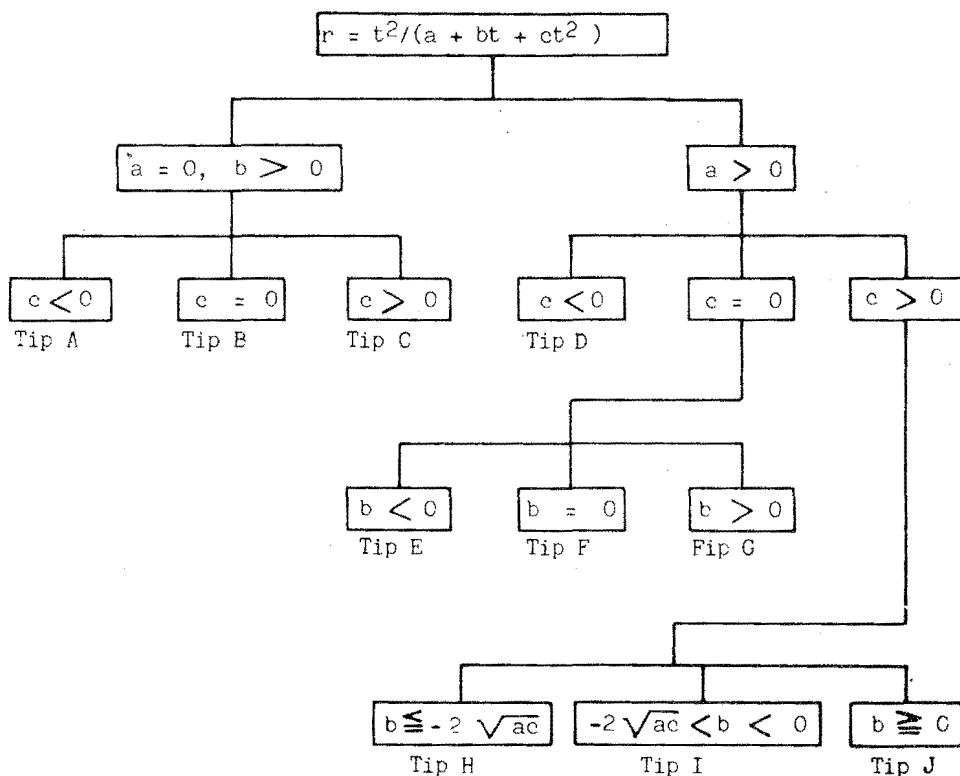 r = t²/(a + bt + ct² )
a = 0, b > 0
a > 0
c < 0
c = 0
c > 0
c < 0
c = 0
c > 0
Tip A
Tip B
Tip C
Tip D
b < 0
b = 0
b > 0
Tip E
Tip F
Fip G
b ≦ - 2 √ac
-2 √ac < b < 0
b ≧ 0
Tip H
Tip I
Tip J